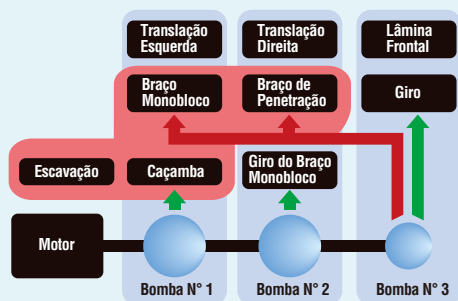 Translação
Esquerda
Translação
Direita
Lâmina
Frontal
Braço
Monobloco
Braço de
Penetração
Giro
Escavação
Caçamba
Giro do Braço
Monobloco
Motor
Bomba N° 1
Bomba N° 2
Bomba N° 3